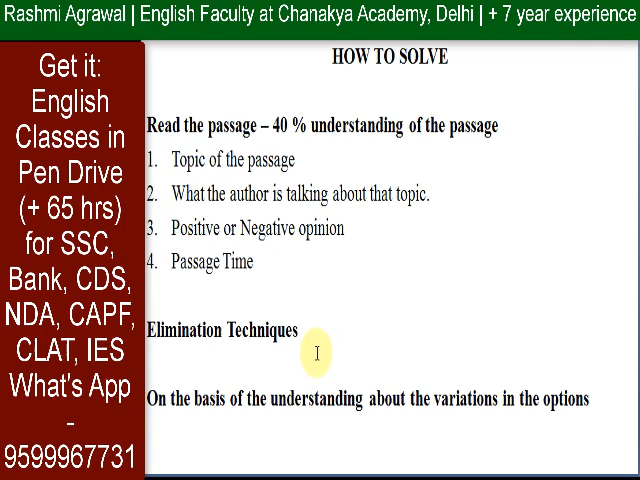 Rashmi Agrawal | English Faculty at Chanakya Academy, Delhi | + 7 year experience
Get it:
English
Classes in
Pen Drive
(+ 65 hrs)
for SSC,
Bank, CDS,
NDA, CAPF,
CLAT, IES
What's App
-
9599967731
HOW TO SOLVE
Read the passage – 40 % understanding of the passage
1. Topic of the passage
2. What the author is talking about that topic.
3. Positive or Negative opinion
4. Passage Time
Elimination Techniques
On the basis of the understanding about the variations in the options